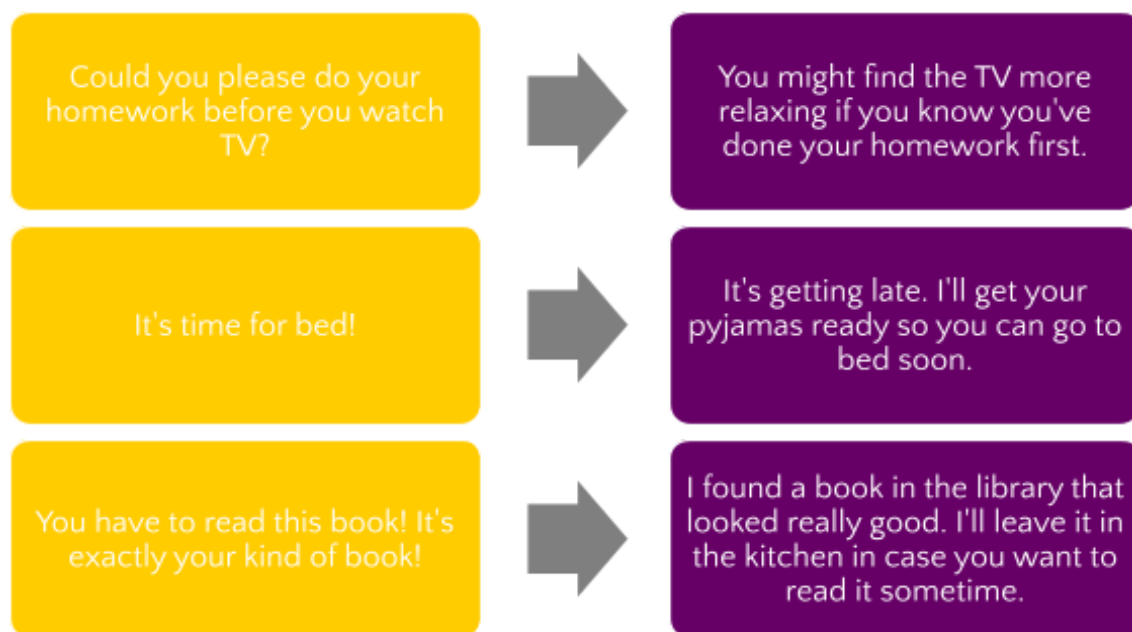 Could you please do your
homework before you watch
TV?
You might find the TV more
relaxing if you know you've
done your homework first.
It's time for bed!
It's getting late. I'll get your
pyjamas ready so you can go to
bed soon.
You have to read this book! It's
exactly your kind of book!
I found a book in the library that
looked really good. I'll leave it in
the kitchen in case you want to
read it sometime.